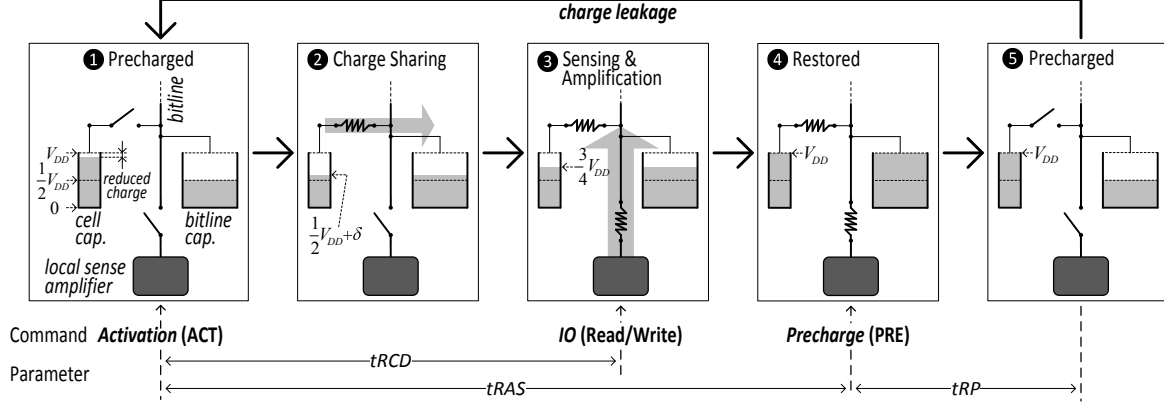 charge leakage
❶ Precharged
bitline
V_DD
1/2 V_DD
0
reduced
charge
cell
cap.
bitline
cap.
local sense
amplifier
❷ Charge Sharing
1/2 V_DD+δ
❸ Sensing &
Amplification
3/4 V_DD
❹ Restored
V_DD
❺ Precharged
V_DD
Command Activation (ACT) IO (Read/Write) Precharge (PRE)
Parameter
tRCD
tRAS
tRP